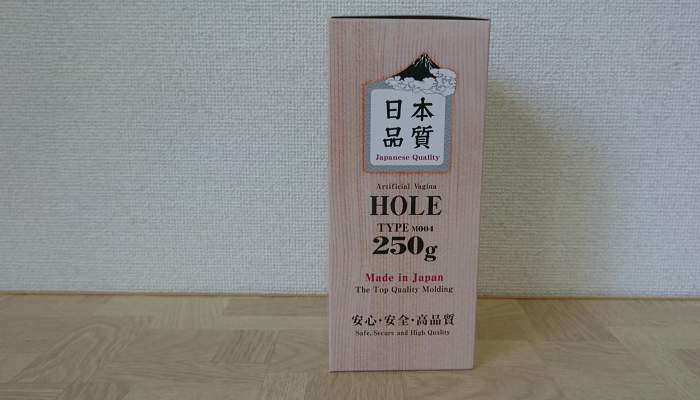 日本
品質
Japanese Quality
Artificial Vagina
HOLE
TYPE M004
250g
Made in Japan
The Top Quality Molding
安心・安全・高品質
Safe, Secure and High Quality